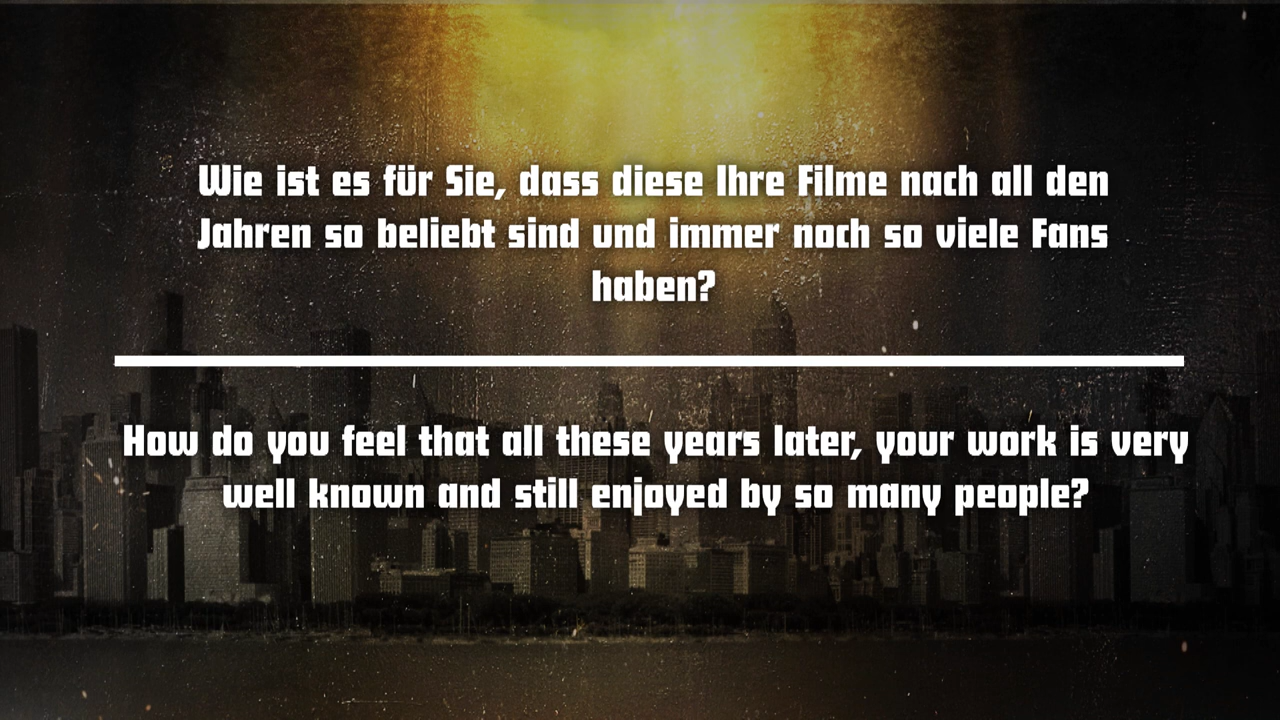 Wie ist es für Sie, dass diese Ihre Filme nach all den
Jahren so beliebt sind und immer noch so viele Fans
haben?
How do you feel that all these years later, your work is very
well known and still enjoyed by so many people?